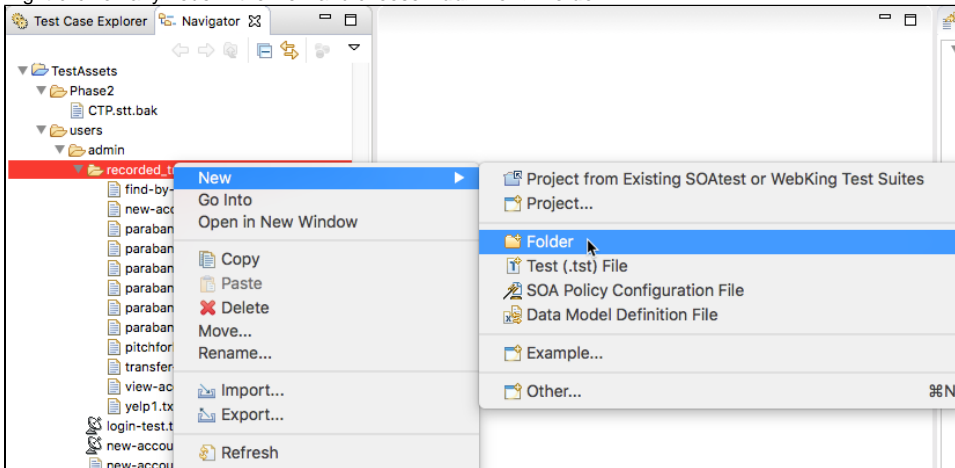 Test Case Explorer Navigator
TestAssets
Phase2
CTP.stt.bak
users
admin
recorded_t
find-by-
new-acc
paraban
paraban
paraban
paraban
paraban
paraban
pitchfor
transfer
view-ac
yelp1.tx
login-test.t
new-accou
new-accou
New
Go Into
Open in New Window
Copy
Paste
Delete
Move...
Rename...
Import...
Export...
Refresh
Project from Existing SOAtest or WebKing Test Suites
Project...
Folder
Test (.tst) File
SOA Policy Configuration File
Data Model Definition File
Example...
Other... ⌘N